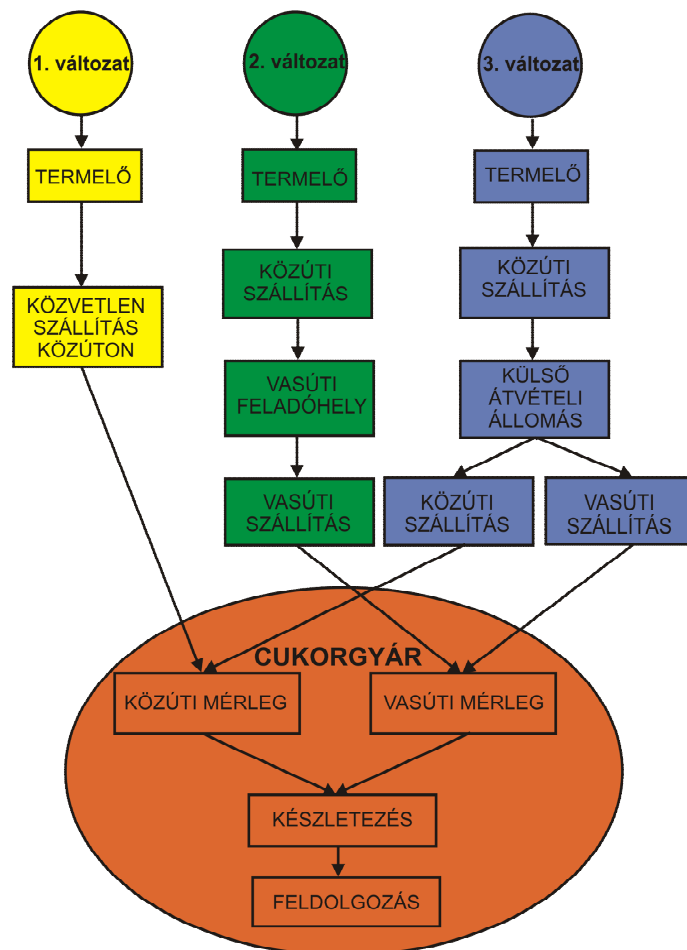 1. változat
2. változat
3. változat
TERMELŐ
TERMELŐ
TERMELŐ
KÖZÚTI
SZÁLLÍTÁS
KÖZÚTI
SZÁLLÍTÁS
KÖZVETLEN
SZÁLLÍTÁS
KÖZÚTON
VASÚTI
FELADÓHELY
KÜLSŐ
ÁTVÉTELI
ÁLLOMÁS
VASÚTI
SZÁLLÍTÁS
KÖZÚTI
SZÁLLÍTÁS
VASÚTI
SZÁLLÍTÁS
CUKORGYÁR
KÖZÚTI MÉRLEG
VASÚTI MÉRLEG
KÉSZLETEZÉS
FELDOLGOZÁS